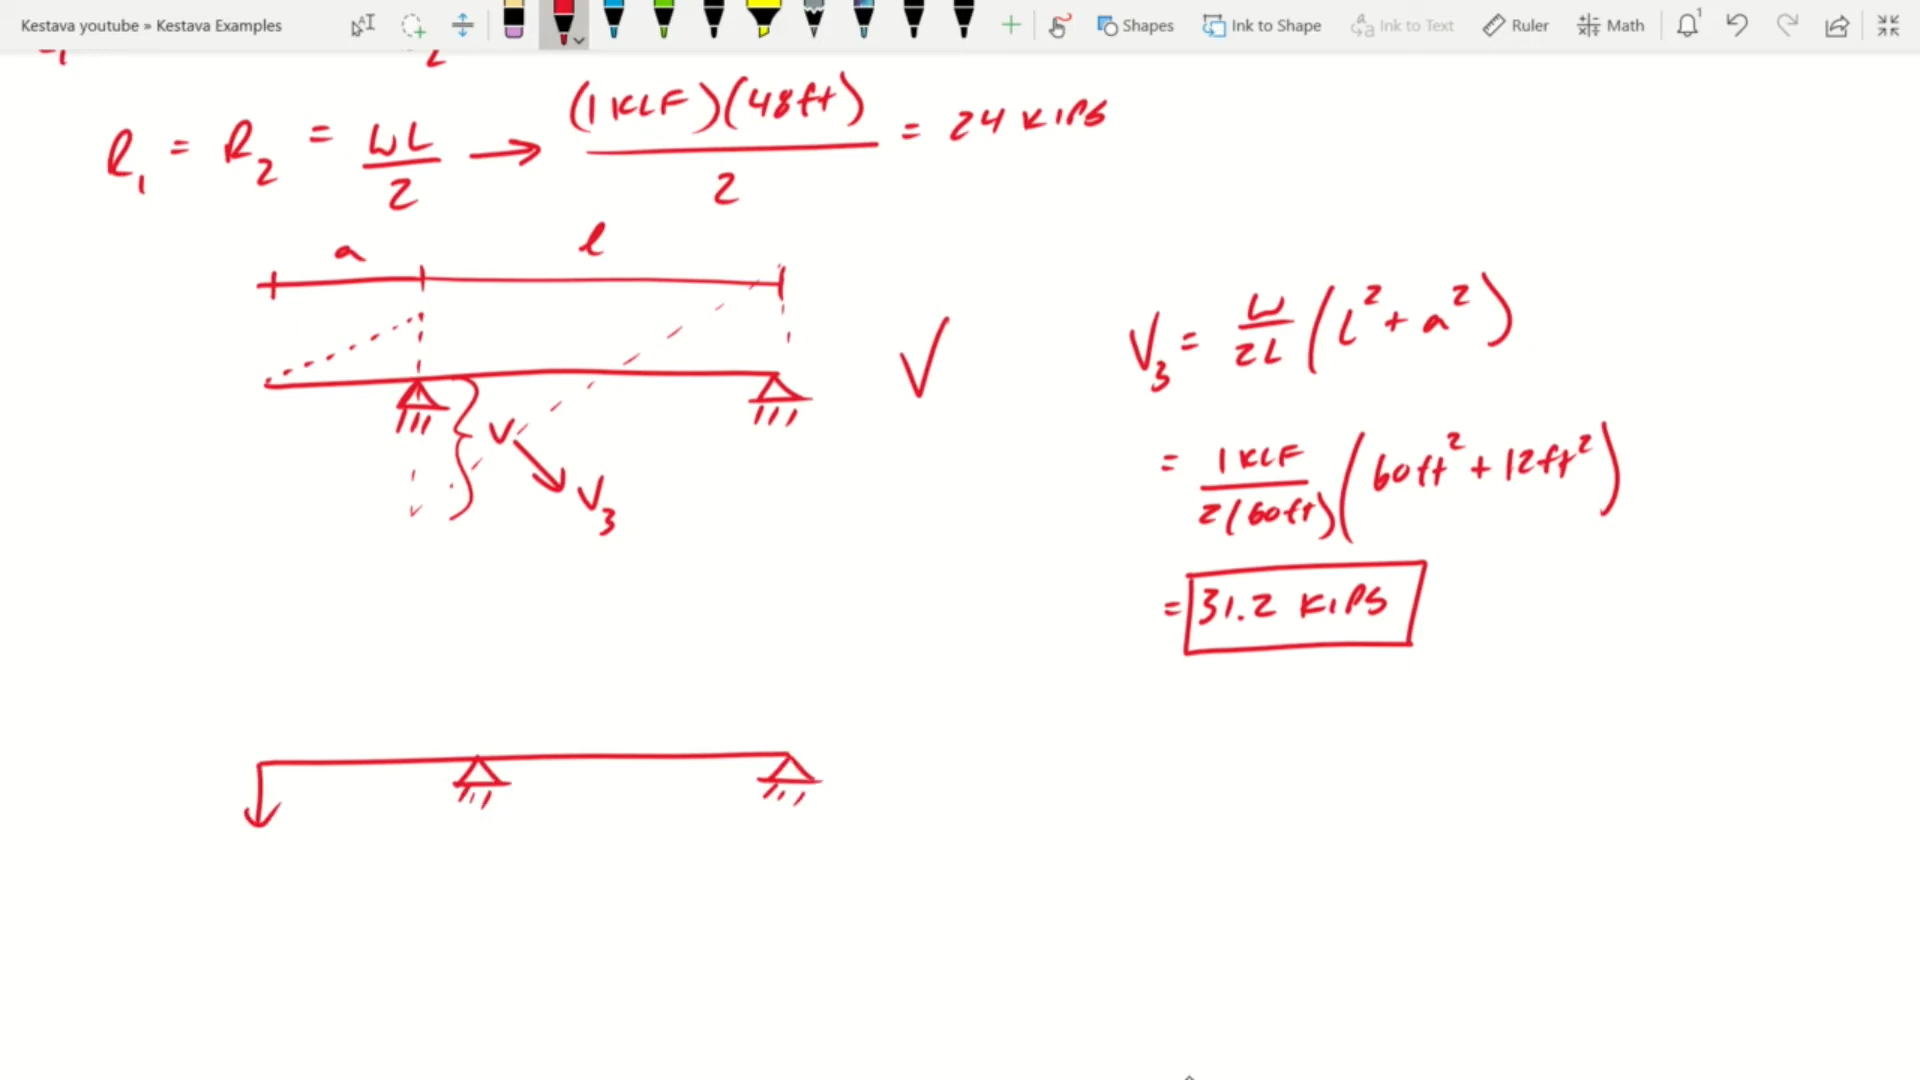 Kestava youtube » Kestava Examples
Shapes
Ink to Shape
Ink to Text
Ruler
Math
1
R₁ = R₂ = WL/2 → (1 KLF)(48ft)/2 = 24 KIPS
a
l
V
V
V₃
V₃ = W/2L (L² + a²)
= 1 KLF/2(60ft) (60ft² + 12ft²)
= 31.2 KIPS